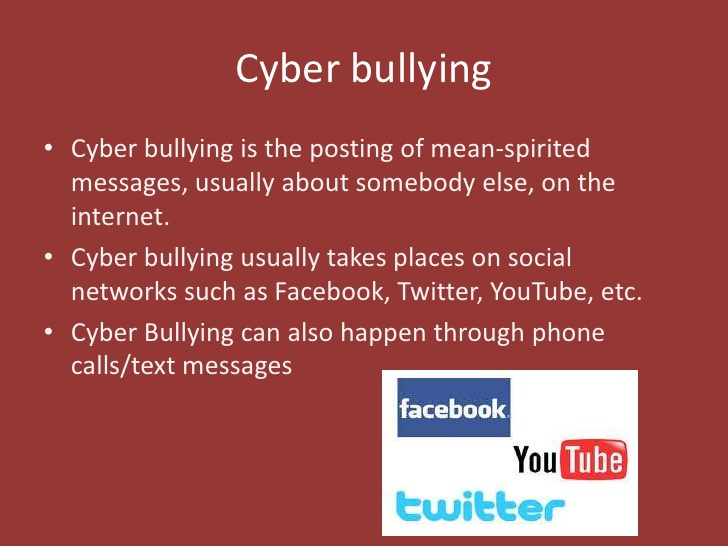 Cyber bullying
• Cyber bullying is the posting of mean-spirited
messages, usually about somebody else, on the
internet.
• Cyber bullying usually takes places on social
networks such as Facebook, Twitter, YouTube, etc.
• Cyber Bullying can also happen through phone
calls/text messages
facebook.
YouTube
twitter